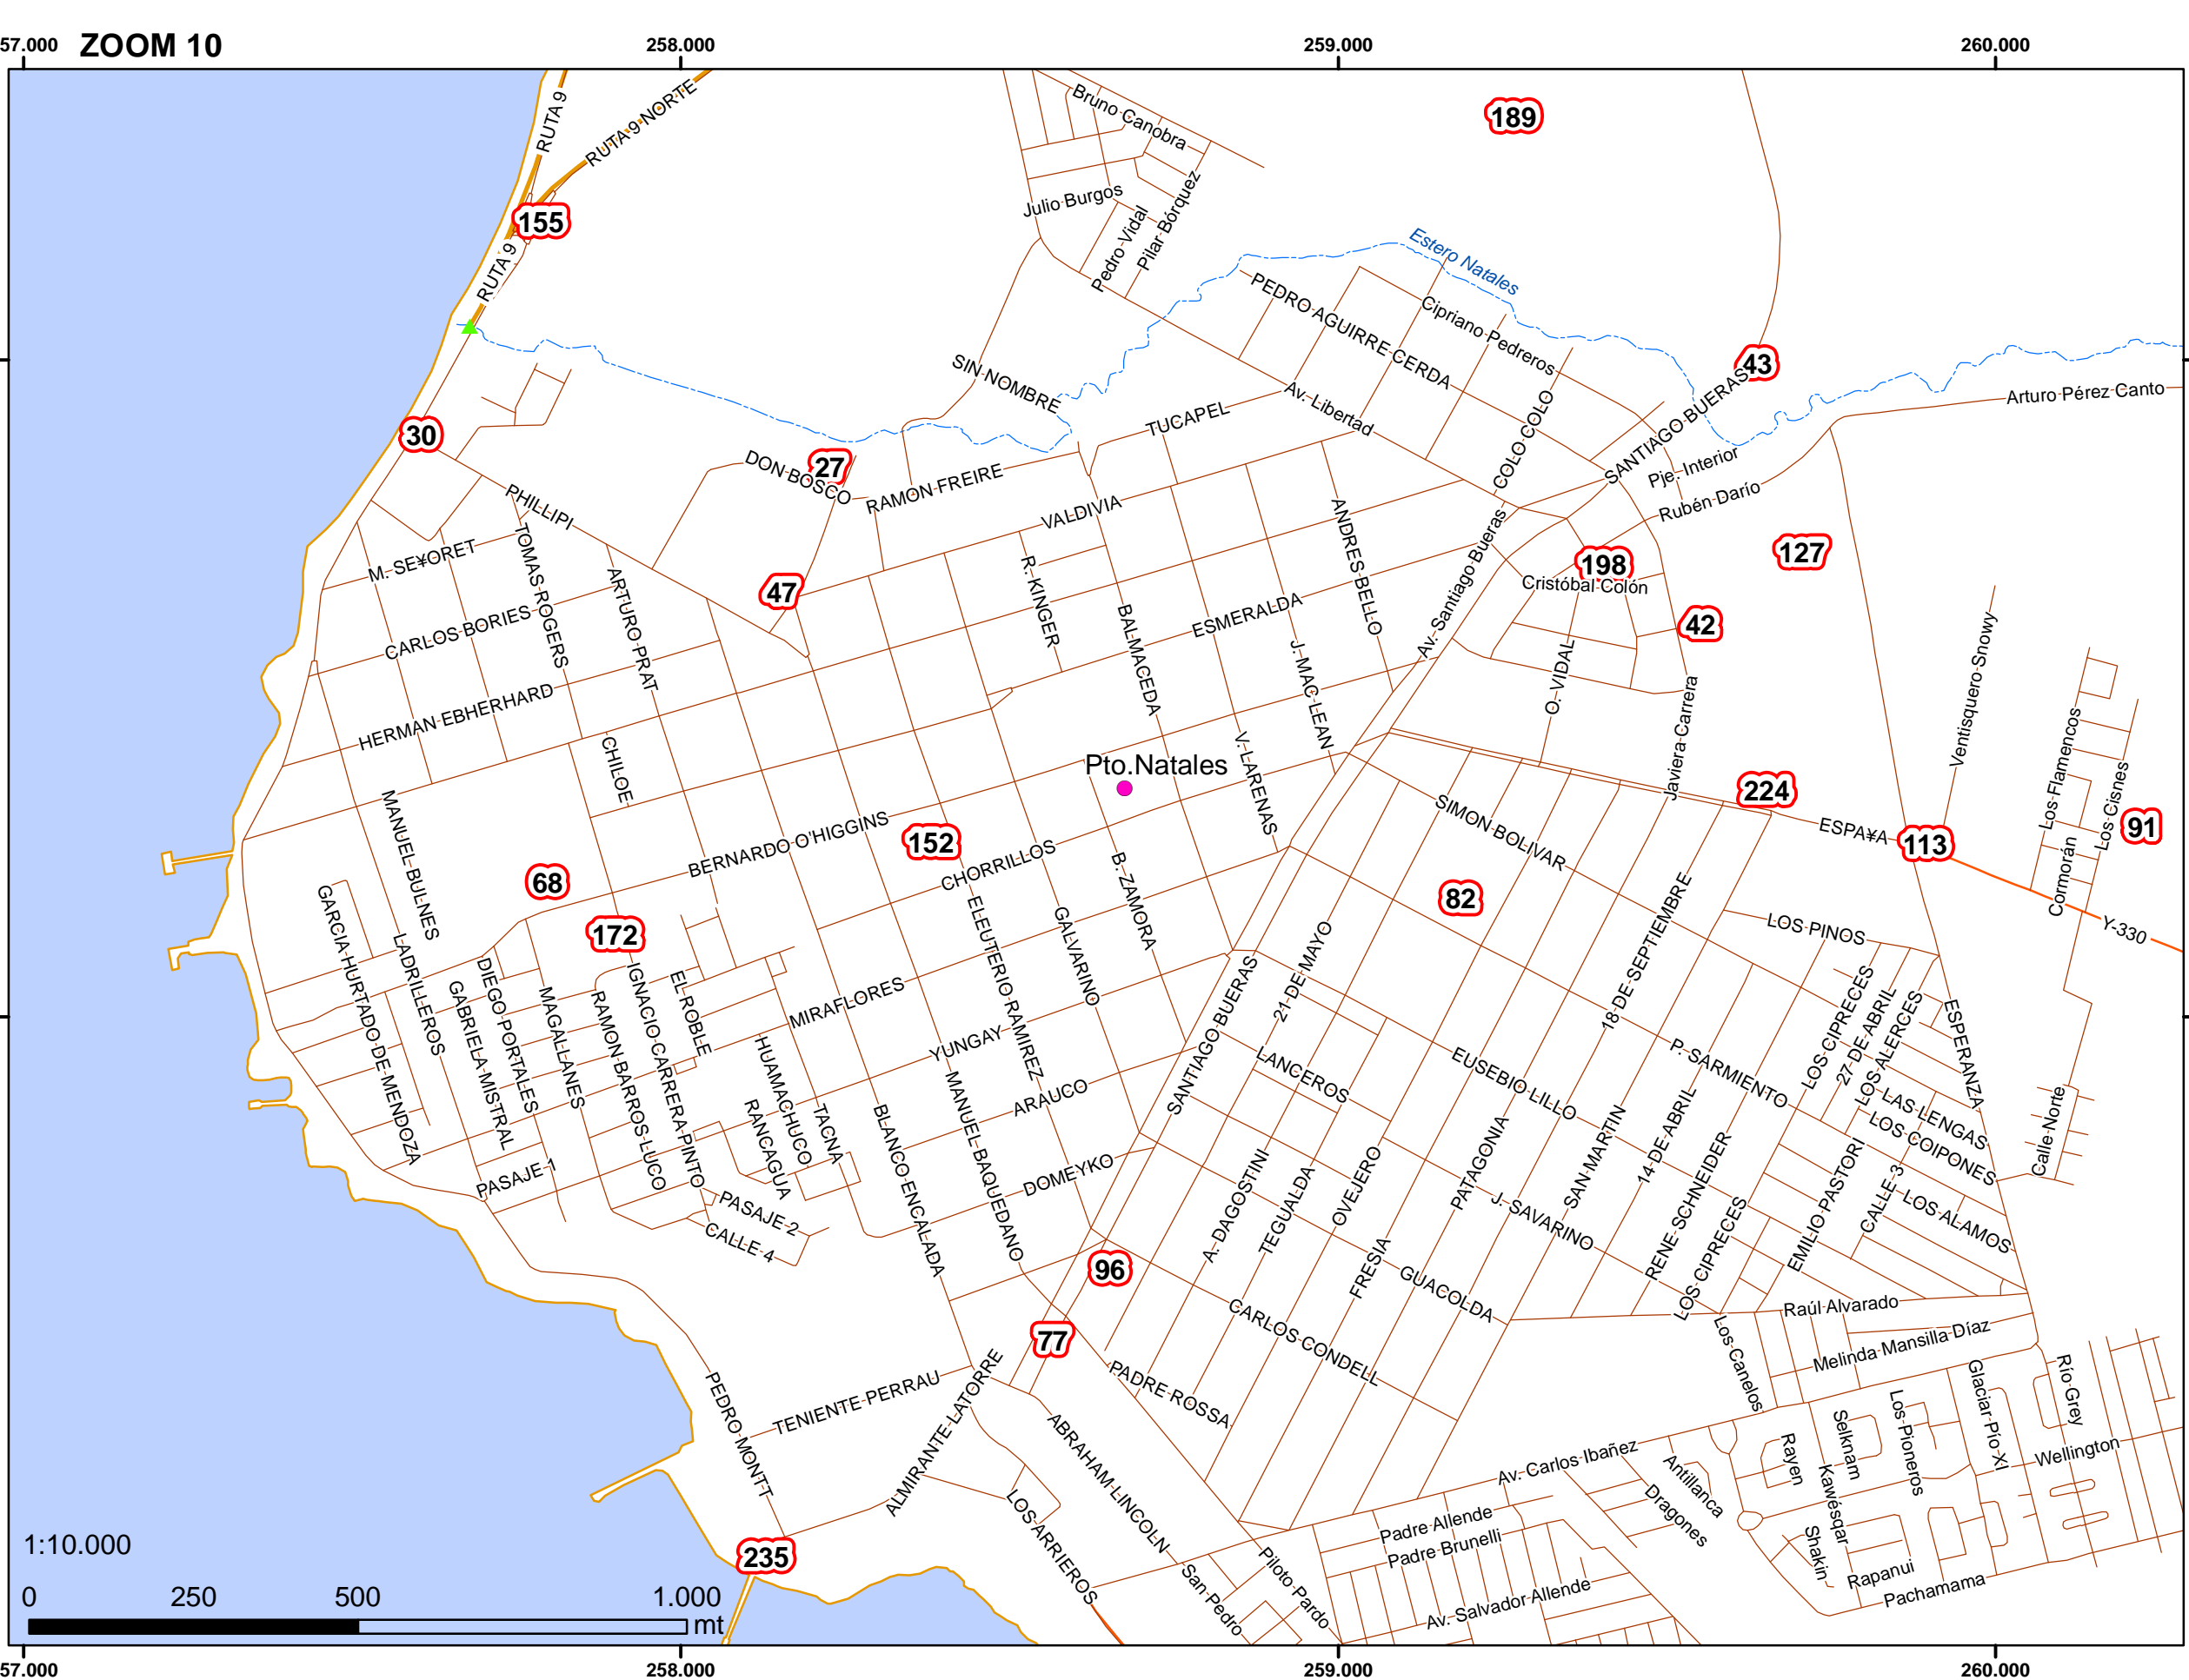 57.000
ZOOM 10
258.000
259.000
260.000
RUTA 9
RUTA 9 NORTE
Bruno Canobra
189
155
Julio Burgos
Pedro Vidal
Pilar Bórquez
RUTA 9
Estero Natales
PEDRO AGUIRRE CERDA
Cipriano Pedreros
43
SIN NOMBRE
Av. Libertad
SANTIAGO BUERAS
Arturo Pérez Canto
TUCAPEL
COLO COLO
30
27
DON BOSCO
RAMON FREIRE
Pje. Interior
Rubén Darío
PHILLIPI
VALDIVIA
ANDRES BELLO
Av. Santiago Bueras
TOMAS ROGERS
M. SE¥ORET
ARTURO PRAT
R. KINGER
198
127
Cristóbal Colón
47
CARLOS BORIES
BALMACEDA
ESMERALDA
42
J. MAC LEAN
O. VIDAL
Ventisquero Snowy
HERMAN EBHERHARD
Javiera Carrera
CHILOE
V. LARENAS
Pto.Natales
Los Flamencos
Los Cisnes
224
MANUEL BULNES
SIMON BOLIVAR
ESPA¥A
113
91
BERNARDO O'HIGGINS
152
CHORRILLOS
B. ZAMORA
68
82
Cormorán
GARCIA HURTADO DE MENDOZA
ELEUTERIO RAMIREZ
GALVARINO
18 DE SEPTIEMBRE
LOS PINOS
Y-330
172
LADRILLEROS
21 DE MAYO
DIEGO PORTALES
GABRIELA MISTRAL
MAGALLANES
IGNACIO CARRERA PINTO
RAMON BARROS LUCO
EL ROBLE
MIRAFLORES
SANTIAGO BUERAS
LOS CIPRECES
27 DE ABRIL
LOS ALERCES
ESPERANZA
YUNGAY
HUAMACHUCO
LANCEROS
EUSEBIO LILLO
P. SARMIENTO
MANUEL BAQUEDANO
ARAUCO
LAS LENGAS
LOS COIPONES
Calle Norte
RANCAGUA
TACNA
BLANCO ENCALADA
SAN MARTIN
14 DE ABRIL
PATAGONIA
PASAJE 1
DOMEYKO
A. DAGOSTINI
TEGUALDA
OVEJERO
RENE SCHNEIDER
EMILIO PASTORI
CALLE 3
PASAJE 2
CALLE 4
J. SAVARINO
LOS CIPRECES
LOS ALAMOS
96
FRESIA
GUACOLDA
Raúl Alvarado
CARLOS CONDELL
77
Los Canelos
Melinda Mansilla Díaz
PEDRO MONTT
TENIENTE PERRAU
ALMIRANTE LATORRE
PADRE ROSSA
Glaciar Pío XI
Río Grey
ABRAHAM LINCOLN
Selknam
Los Pioneros
Rayen
Wellington
Av. Carlos Ibañez
Antillanca
Kawésqar
LOS ARRIEROS
Padre Allende
Dragones
1:10.000
235
Padre Brunelli
Shakin
Rapanui
San Pedro
Piloto Pardo
Av. Salvador Allende
Pachamama
0
250
500
1.000
mt
57.000
258.000
259.000
260.000